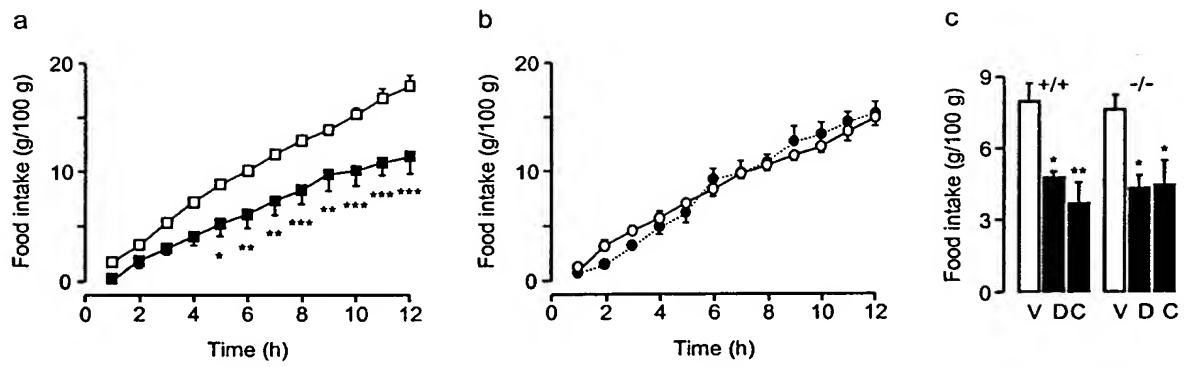 a
Food intake (g/100 g)
20
10
0
0 2 4 6 8 10 12
Time (h)
* ** ** *** ** *** *** ***
b
Food intake (g/100 g)
20
10
0
0 2 4 6 8 10 12
Time (h)
c
Food intake (g/100 g)
9
6
3
0
+/+ -/-
* ** * *
V D C V D C